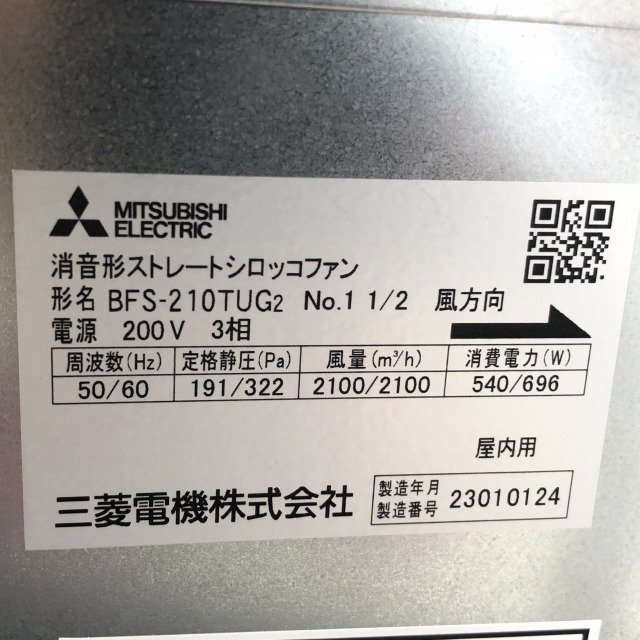 MITSUBISHI
ELECTRIC
消音形ストレートシロッコファン
形名 BFS-210TUG2 No.1 1/2 風方向
電源 200V 3相
周波数(Hz) 定格静圧(Pa) 風量(m³/h) 消費電力(W)
50/60 191/322 2100/2100 540/696
屋内用
三菱電機株式会社
製造年月
製造番号 23010124